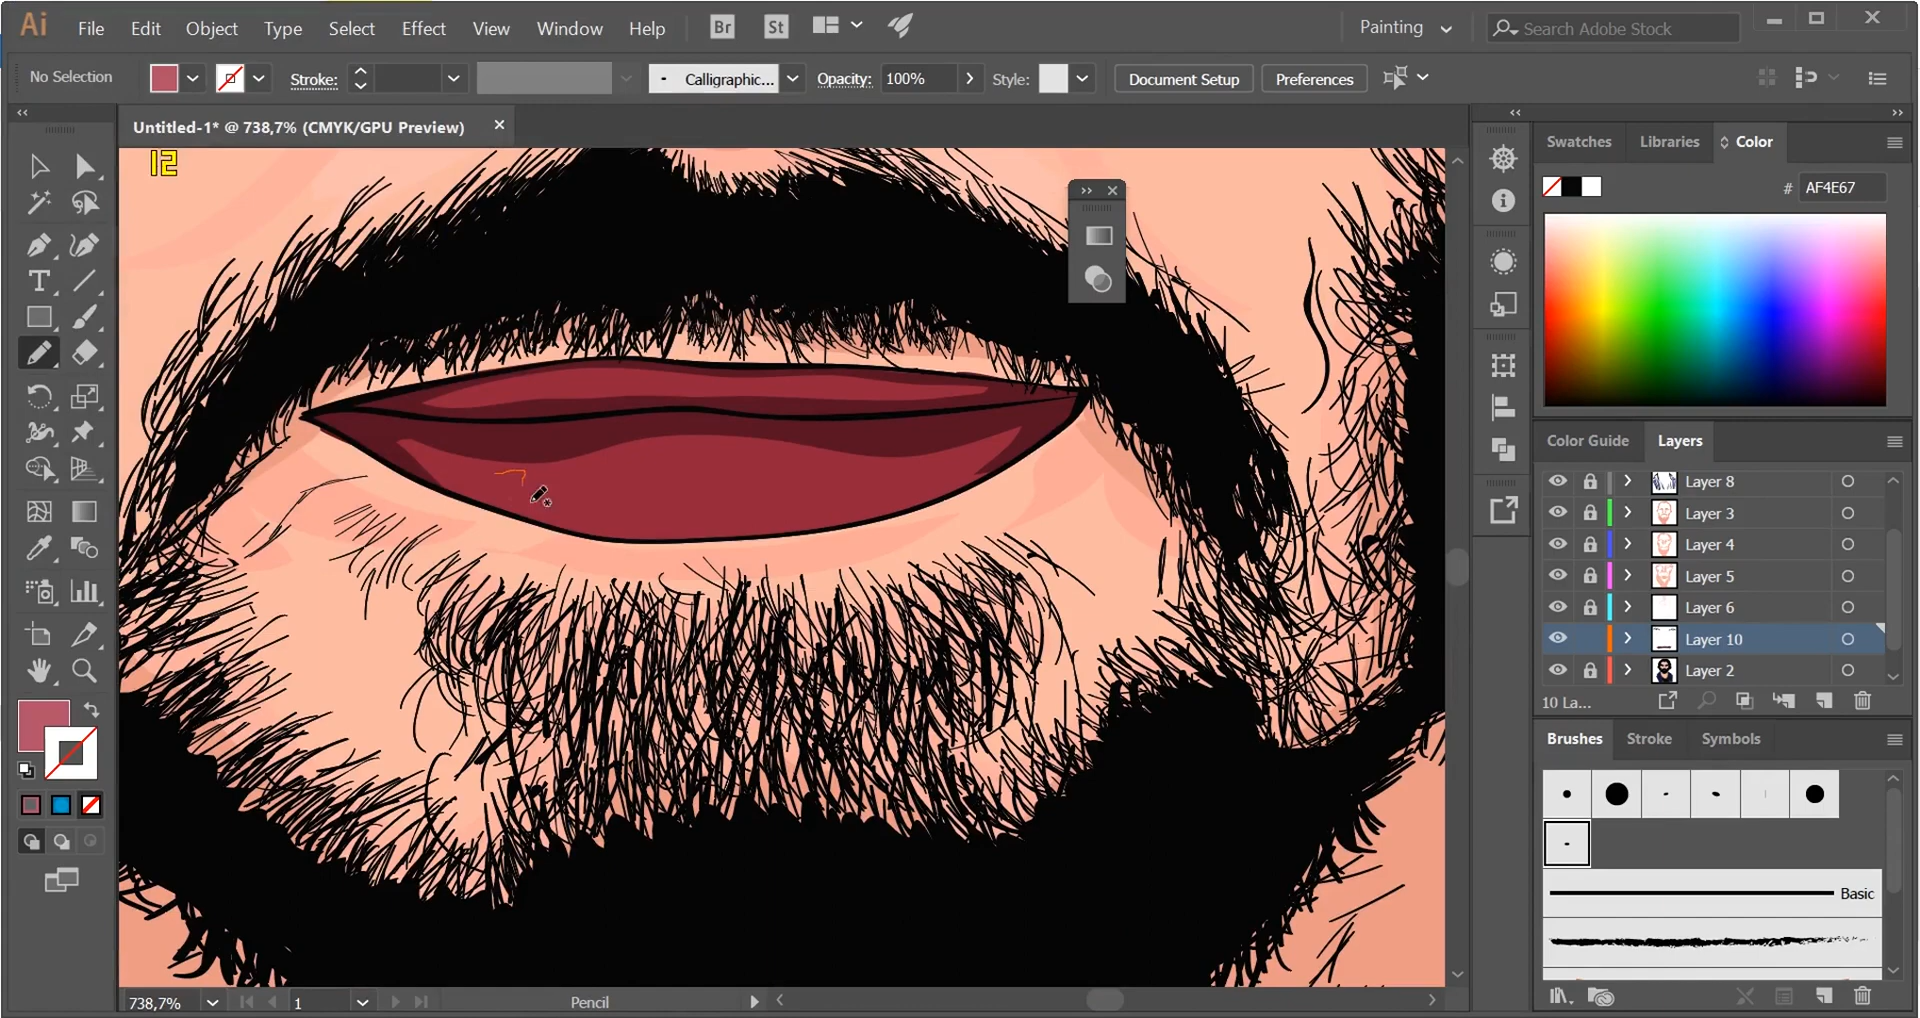 Ai File Edit Object Type Select Effect View Window Help Br St Painting Search Adobe Stock
No Selection Stroke: Calligraphic... Opacity: 100% Style: Document Setup Preferences
Untitled-1* @ 738,7% (CMYK/GPU Preview)
12
Swatches Libraries Color
# AF4E67
Color Guide Layers
Layer 8
Layer 3
Layer 4
Layer 5
Layer 6
Layer 10
Layer 2
10 La...
Brushes Stroke Symbols
Basic
738,7% 1 Pencil